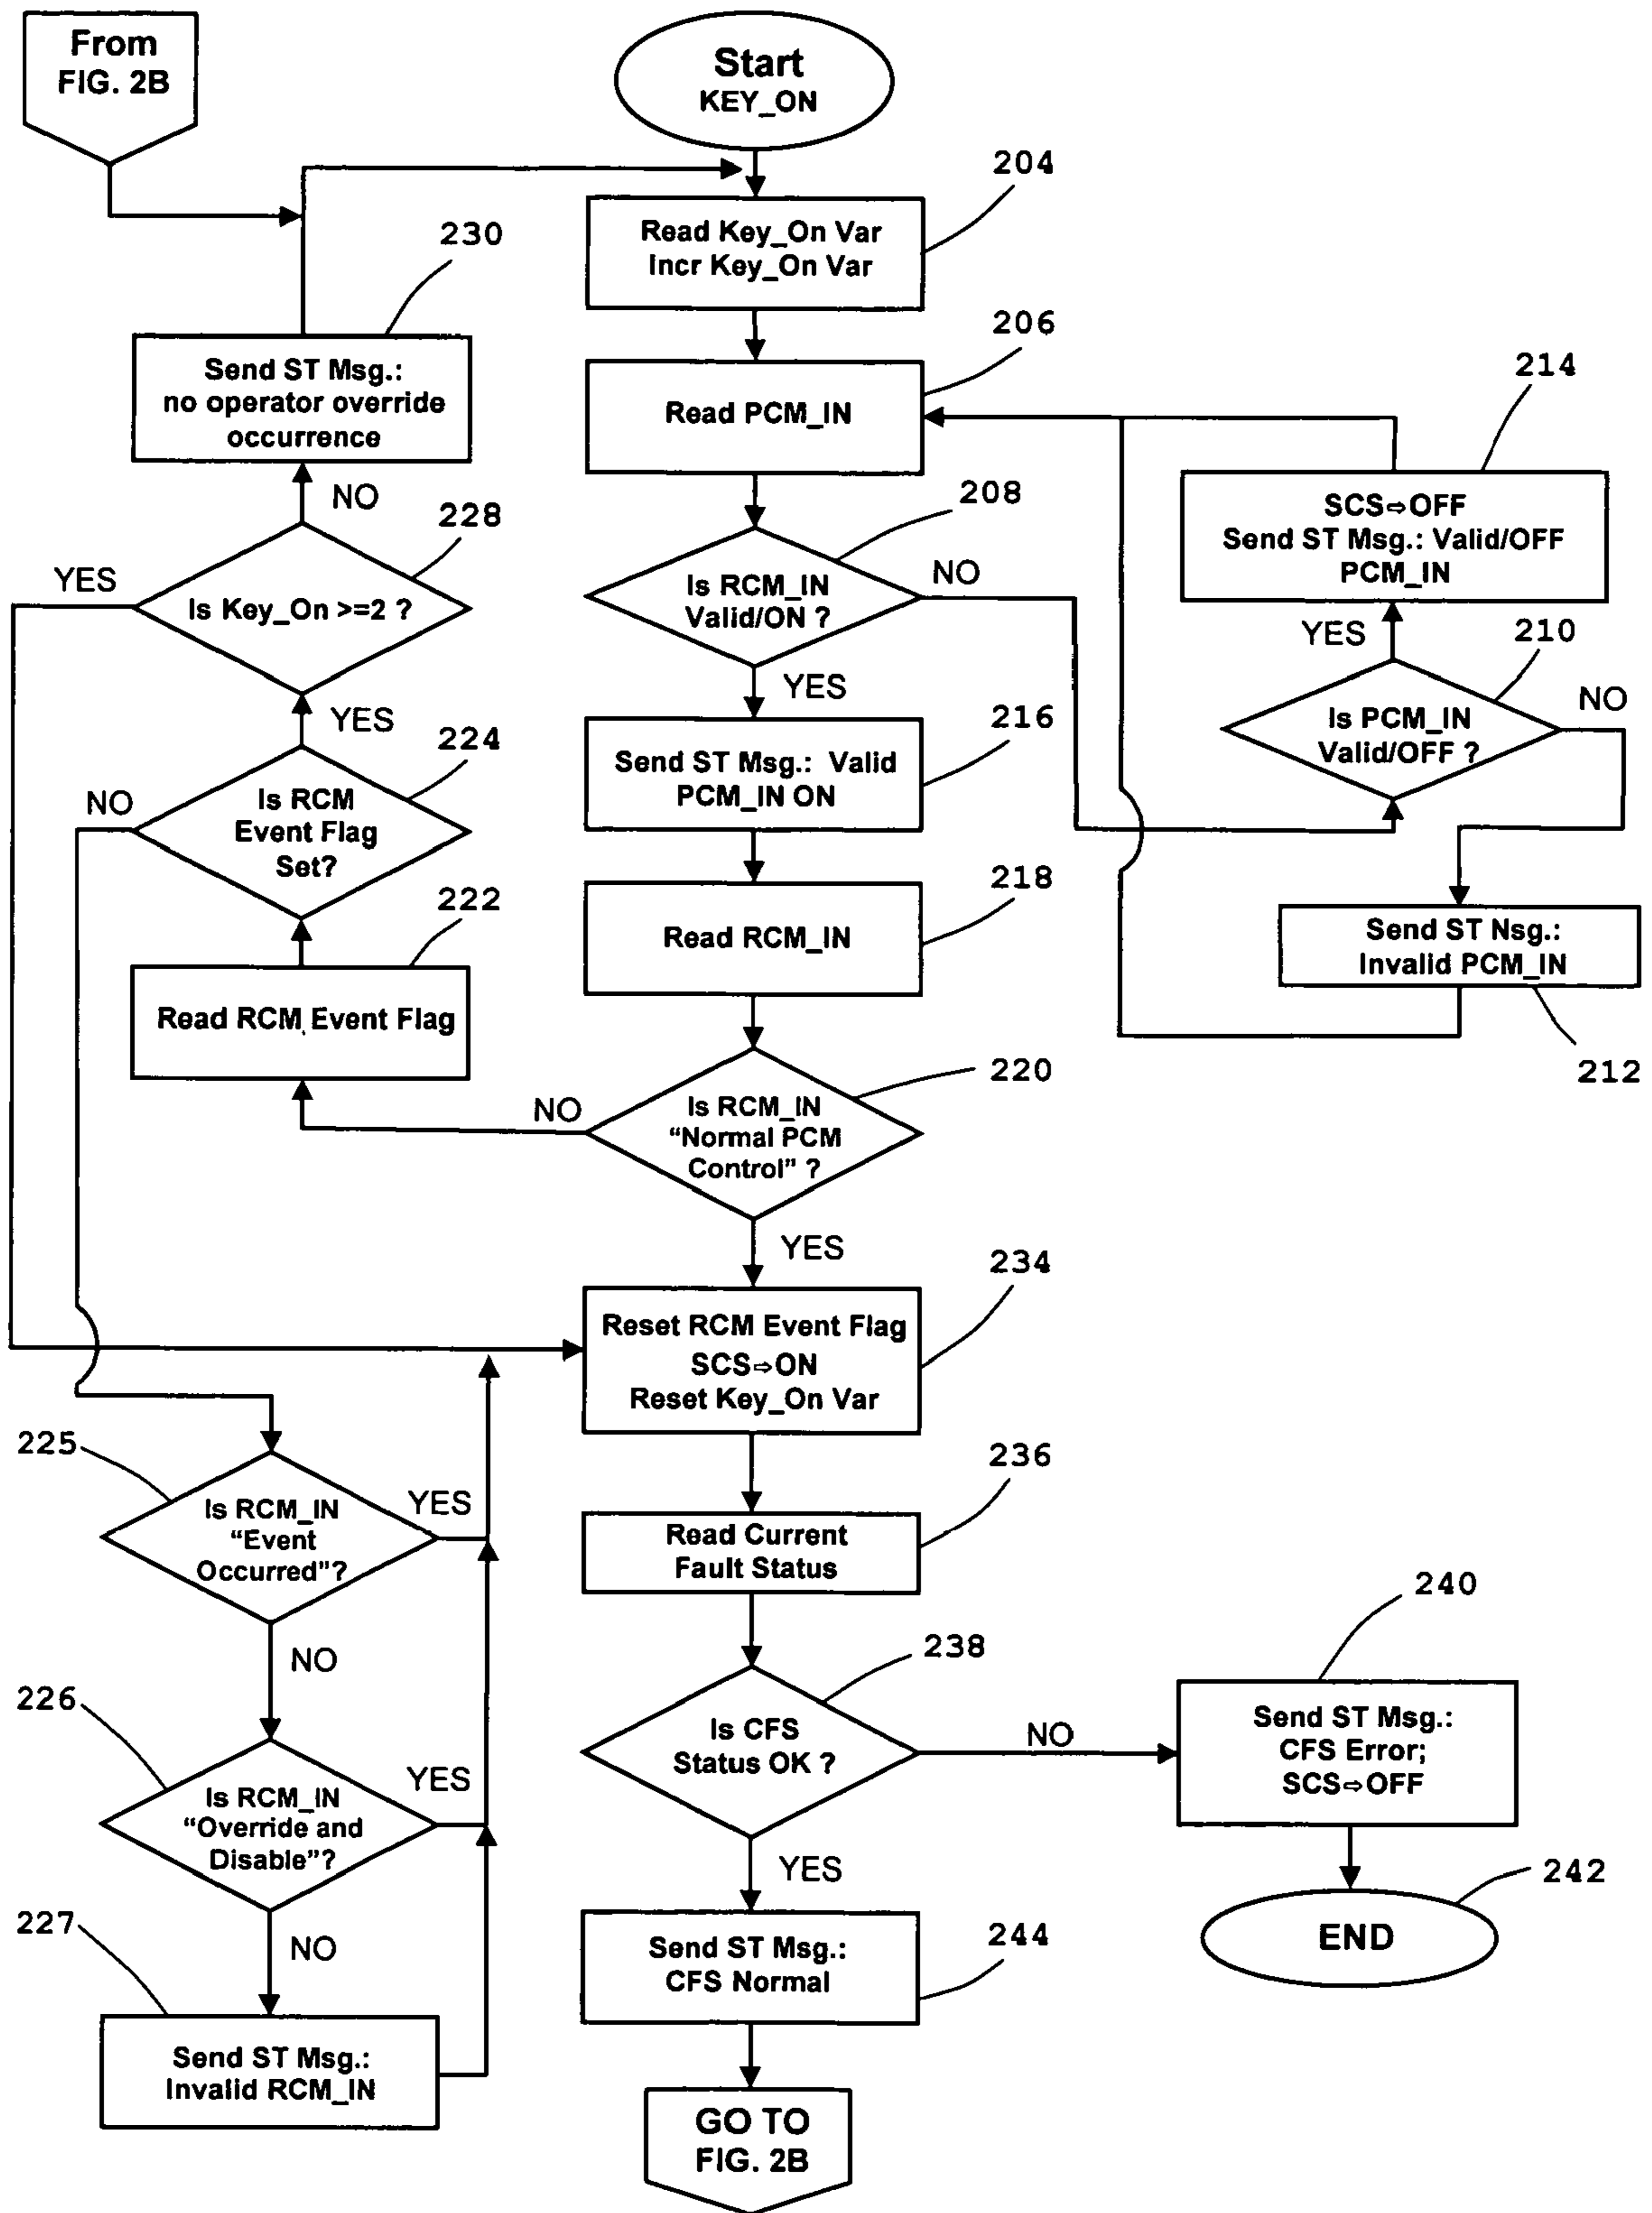 From
FIG. 2B
Start
KEY_ON
204
Read Key_On Var
Incr Key_On Var
230
206
Send ST Msg.:
no operator override
occurrence
Read PCM_IN
214
SCS⇨OFF
Send ST Msg.: Valid/OFF
PCM_IN
NO
228
208
YES
Is Key_On >=2 ?
Is RCM_IN
Valid/ON ?
NO
YES
210
Is PCM_IN
Valid/OFF ?
NO
YES
YES
224
216
NO
Is RCM
Event Flag
Set?
Send ST Msg.: Valid
PCM_IN ON
222
218
Read RCM Event Flag
Read RCM_IN
Send ST Nsg.:
Invalid PCM_IN
212
220
NO
Is RCM_IN
“Normal PCM
Control” ?
YES
234
Reset RCM Event Flag
SCS⇨ON
Reset Key_On Var
225
Is RCM_IN
“Event
Occurred”?
YES
236
Read Current
Fault Status
NO
238
240
226
Is RCM_IN
“Override and
Disable”?
YES
Is CFS
Status OK ?
NO
Send ST Msg.:
CFS Error;
SCS⇨OFF
YES
242
END
227
NO
244
Send ST Msg.:
CFS Normal
Send ST Msg.:
Invalid RCM_IN
GO TO
FIG. 2B